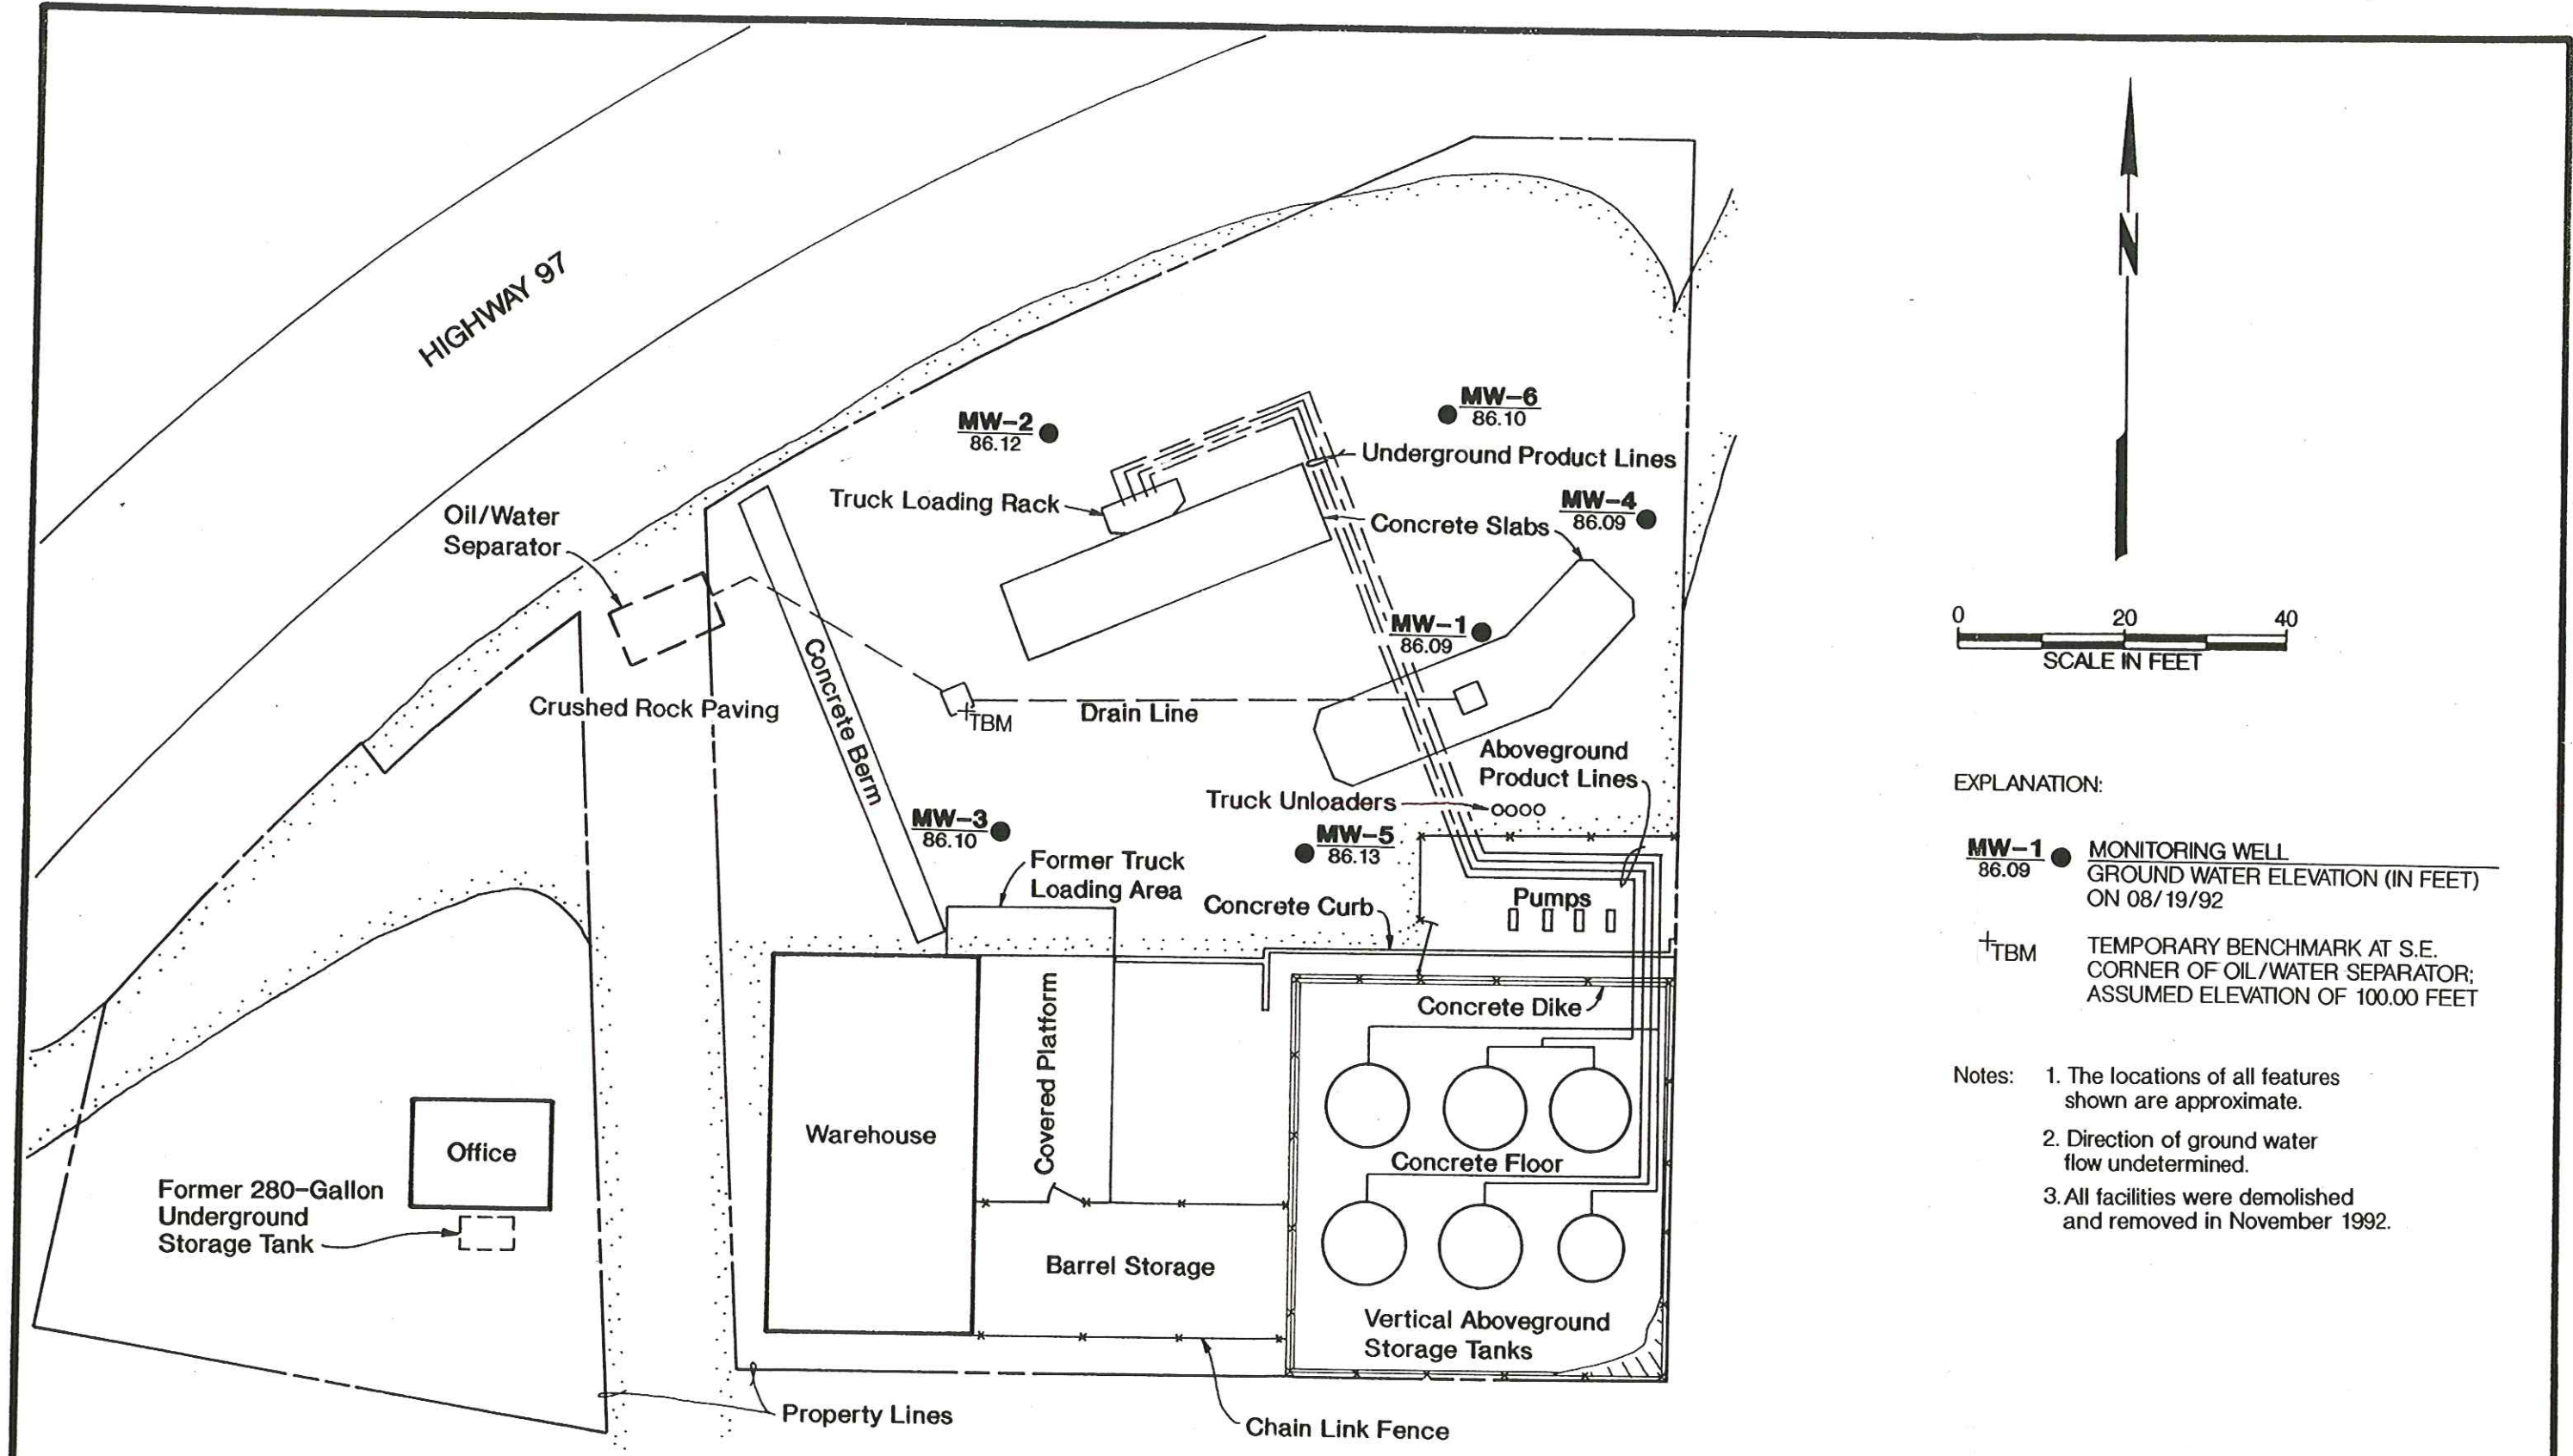 HIGHWAY 97
N
MW-2
86.12
MW-6
86.10
Underground Product Lines
Truck Loading Rack
MW-4
86.09
Concrete Slabs
Oil/Water
Separator
MW-1
86.09
0 20 40
SCALE IN FEET
Concrete Berm
Crushed Rock Paving
TBM
Drain Line
Aboveground
Product Lines
Truck Unloaders
MW-3
86.10
MW-5
86.13
Former Truck
Loading Area
Concrete Curb
Pumps
EXPLANATION:
MW-1
86.09
MONITORING WELL
GROUND WATER ELEVATION (IN FEET)
ON 08/19/92
TBM
TEMPORARY BENCHMARK AT S.E.
CORNER OF OIL/WATER SEPARATOR;
ASSUMED ELEVATION OF 100.00 FEET
Concrete Dike
Covered Platform
Warehouse
Office
Concrete Floor
Former 280-Gallon
Underground
Storage Tank
Barrel Storage
Vertical Aboveground
Storage Tanks
Notes: 1. The locations of all features
shown are approximate.
2. Direction of ground water
flow undetermined.
3. All facilities were demolished
and removed in November 1992.
Property Lines
Chain Link Fence